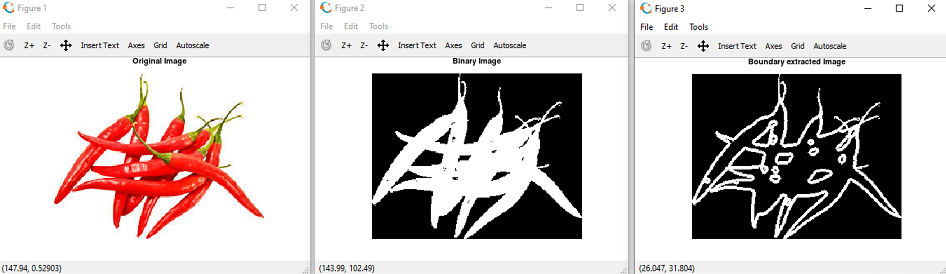 Figure 1
File Edit Tools
Z+ Z- Insert Text Axes Grid Autoscale
Original Image
(147.94, 0.52903)
Figure 2
File Edit Tools
Z+ Z- Insert Text Axes Grid Autoscale
Binary Image
(143.99, 102.49)
Figure 3
File Edit Tools
Z+ Z- Insert Text Axes Grid Autoscale
Boundary extracted Image
(26.047, 31.804)